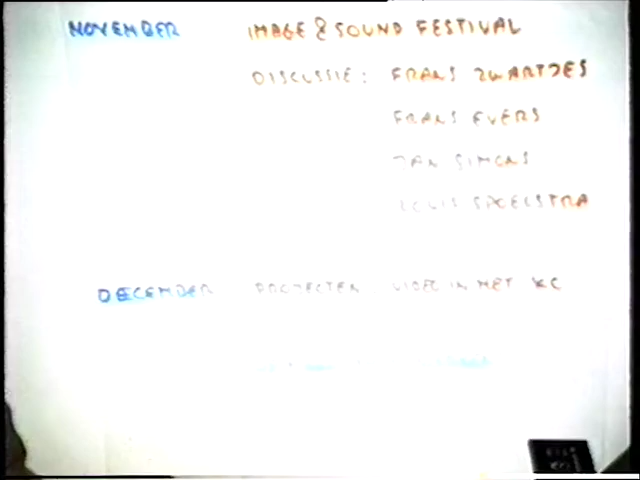 NOVEMBER IMAGE & SOUND FESTIVAL
DISCUSSIE: FRANS ZWARTJES
FRANS EVERS
JAN SIMONS
LOUIS SPOELSTRA
DECEMBER PROJECTEN VIDEO IN HET KC